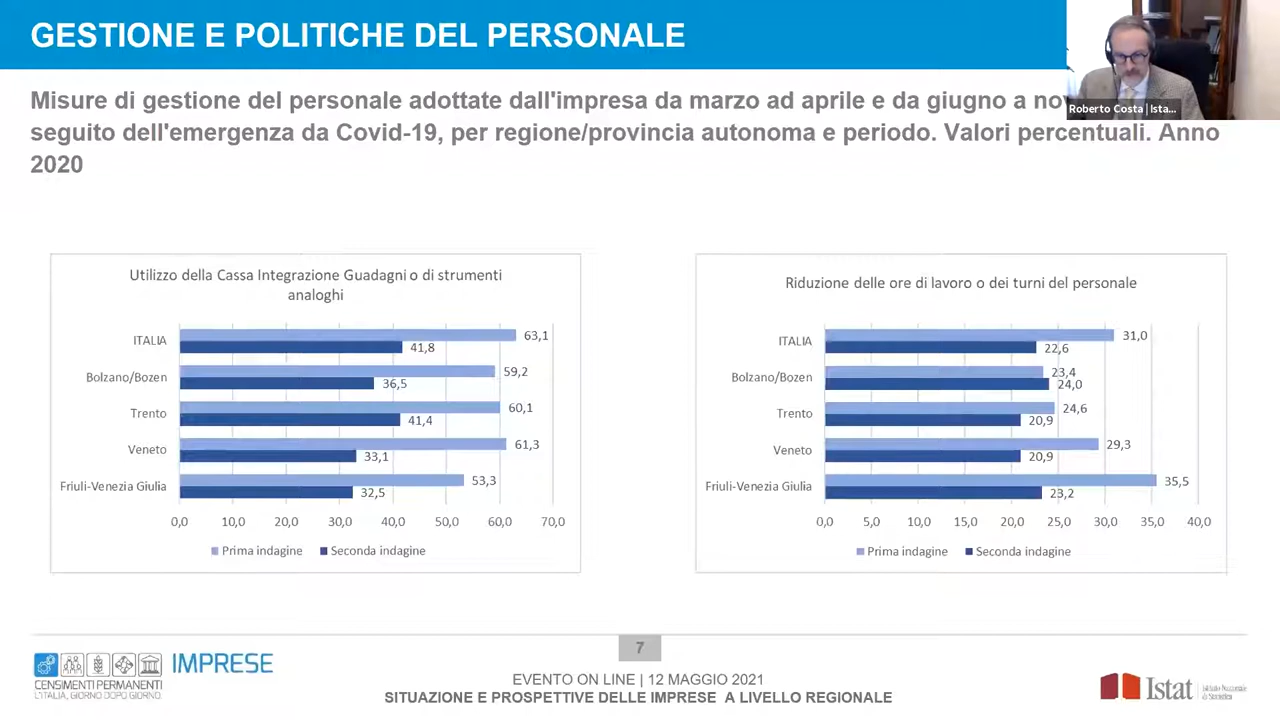 GESTIONE E POLITICHE DEL PERSONALE
Roberto Costa | Ista...
Misure di gestione del personale adottate dall'impresa da marzo ad aprile e da giugno a
seguito dell'emergenza da Covid-19, per regione/provincia autonoma e periodo. Valori percentuali. Anno
2020
Utilizzo della Cassa Integrazione Guadagni o di strumenti
analoghi
ITALIA
63,1
41,8
Bolzano/Bozen
59,2
36,5
Trento
60,1
41,4
Veneto
61,3
33,1
Friuli-Venezia Giulia
53,3
32,5
0,0 10,0 20,0 30,0 40,0 50,0 60,0 70,0
Prima indagine Seconda indagine
Riduzione delle ore di lavoro o dei turni del personale
ITALIA
31,0
22,6
Bolzano/Bozen
23,4
24,0
Trento
24,6
20,9
Veneto
29,3
20,9
Friuli-Venezia Giulia
35,5
23,2
0,0 5,0 10,0 15,0 20,0 25,0 30,0 35,0 40,0
Prima indagine Seconda indagine
7
IMPRESE
CENSIMENTI PERMANENTI
L'ITALIA, GIORNO DOPO GIORNO.
EVENTO ON LINE | 12 MAGGIO 2021
SITUAZIONE E PROSPETTIVE DELLE IMPRESE A LIVELLO REGIONALE
Istat
Istituto Nazionale
di Statistica